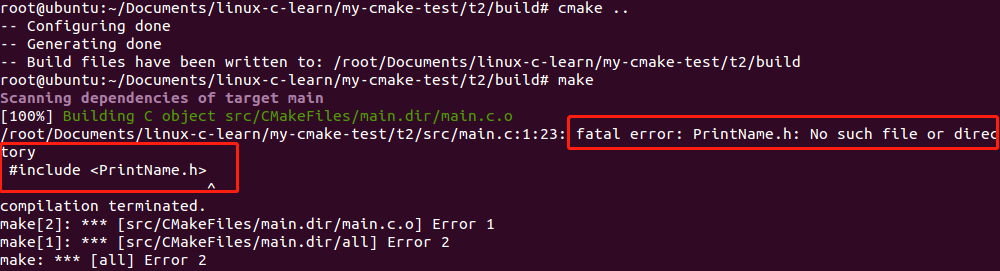 root@ubuntu:~/Documents/linux-c-learn/my-cmake-test/t2/build# cmake ..
-- Configuring done
-- Generating done
-- Build files have been written to: /root/Documents/linux-c-learn/my-cmake-test/t2/build
root@ubuntu:~/Documents/linux-c-learn/my-cmake-test/t2/build# make
Scanning dependencies of target main
[100%] Building C object src/CMakeFiles/main.dir/main.c.o
/root/Documents/linux-c-learn/my-cmake-test/t2/src/main.c:1:23: fatal error: PrintName.h: No such file or direc
tory
 #include <PrintName.h>
                       ^
compilation terminated.
make[2]: *** [src/CMakeFiles/main.dir/main.c.o] Error 1
make[1]: *** [src/CMakeFiles/main.dir/all] Error 2
make: *** [all] Error 2